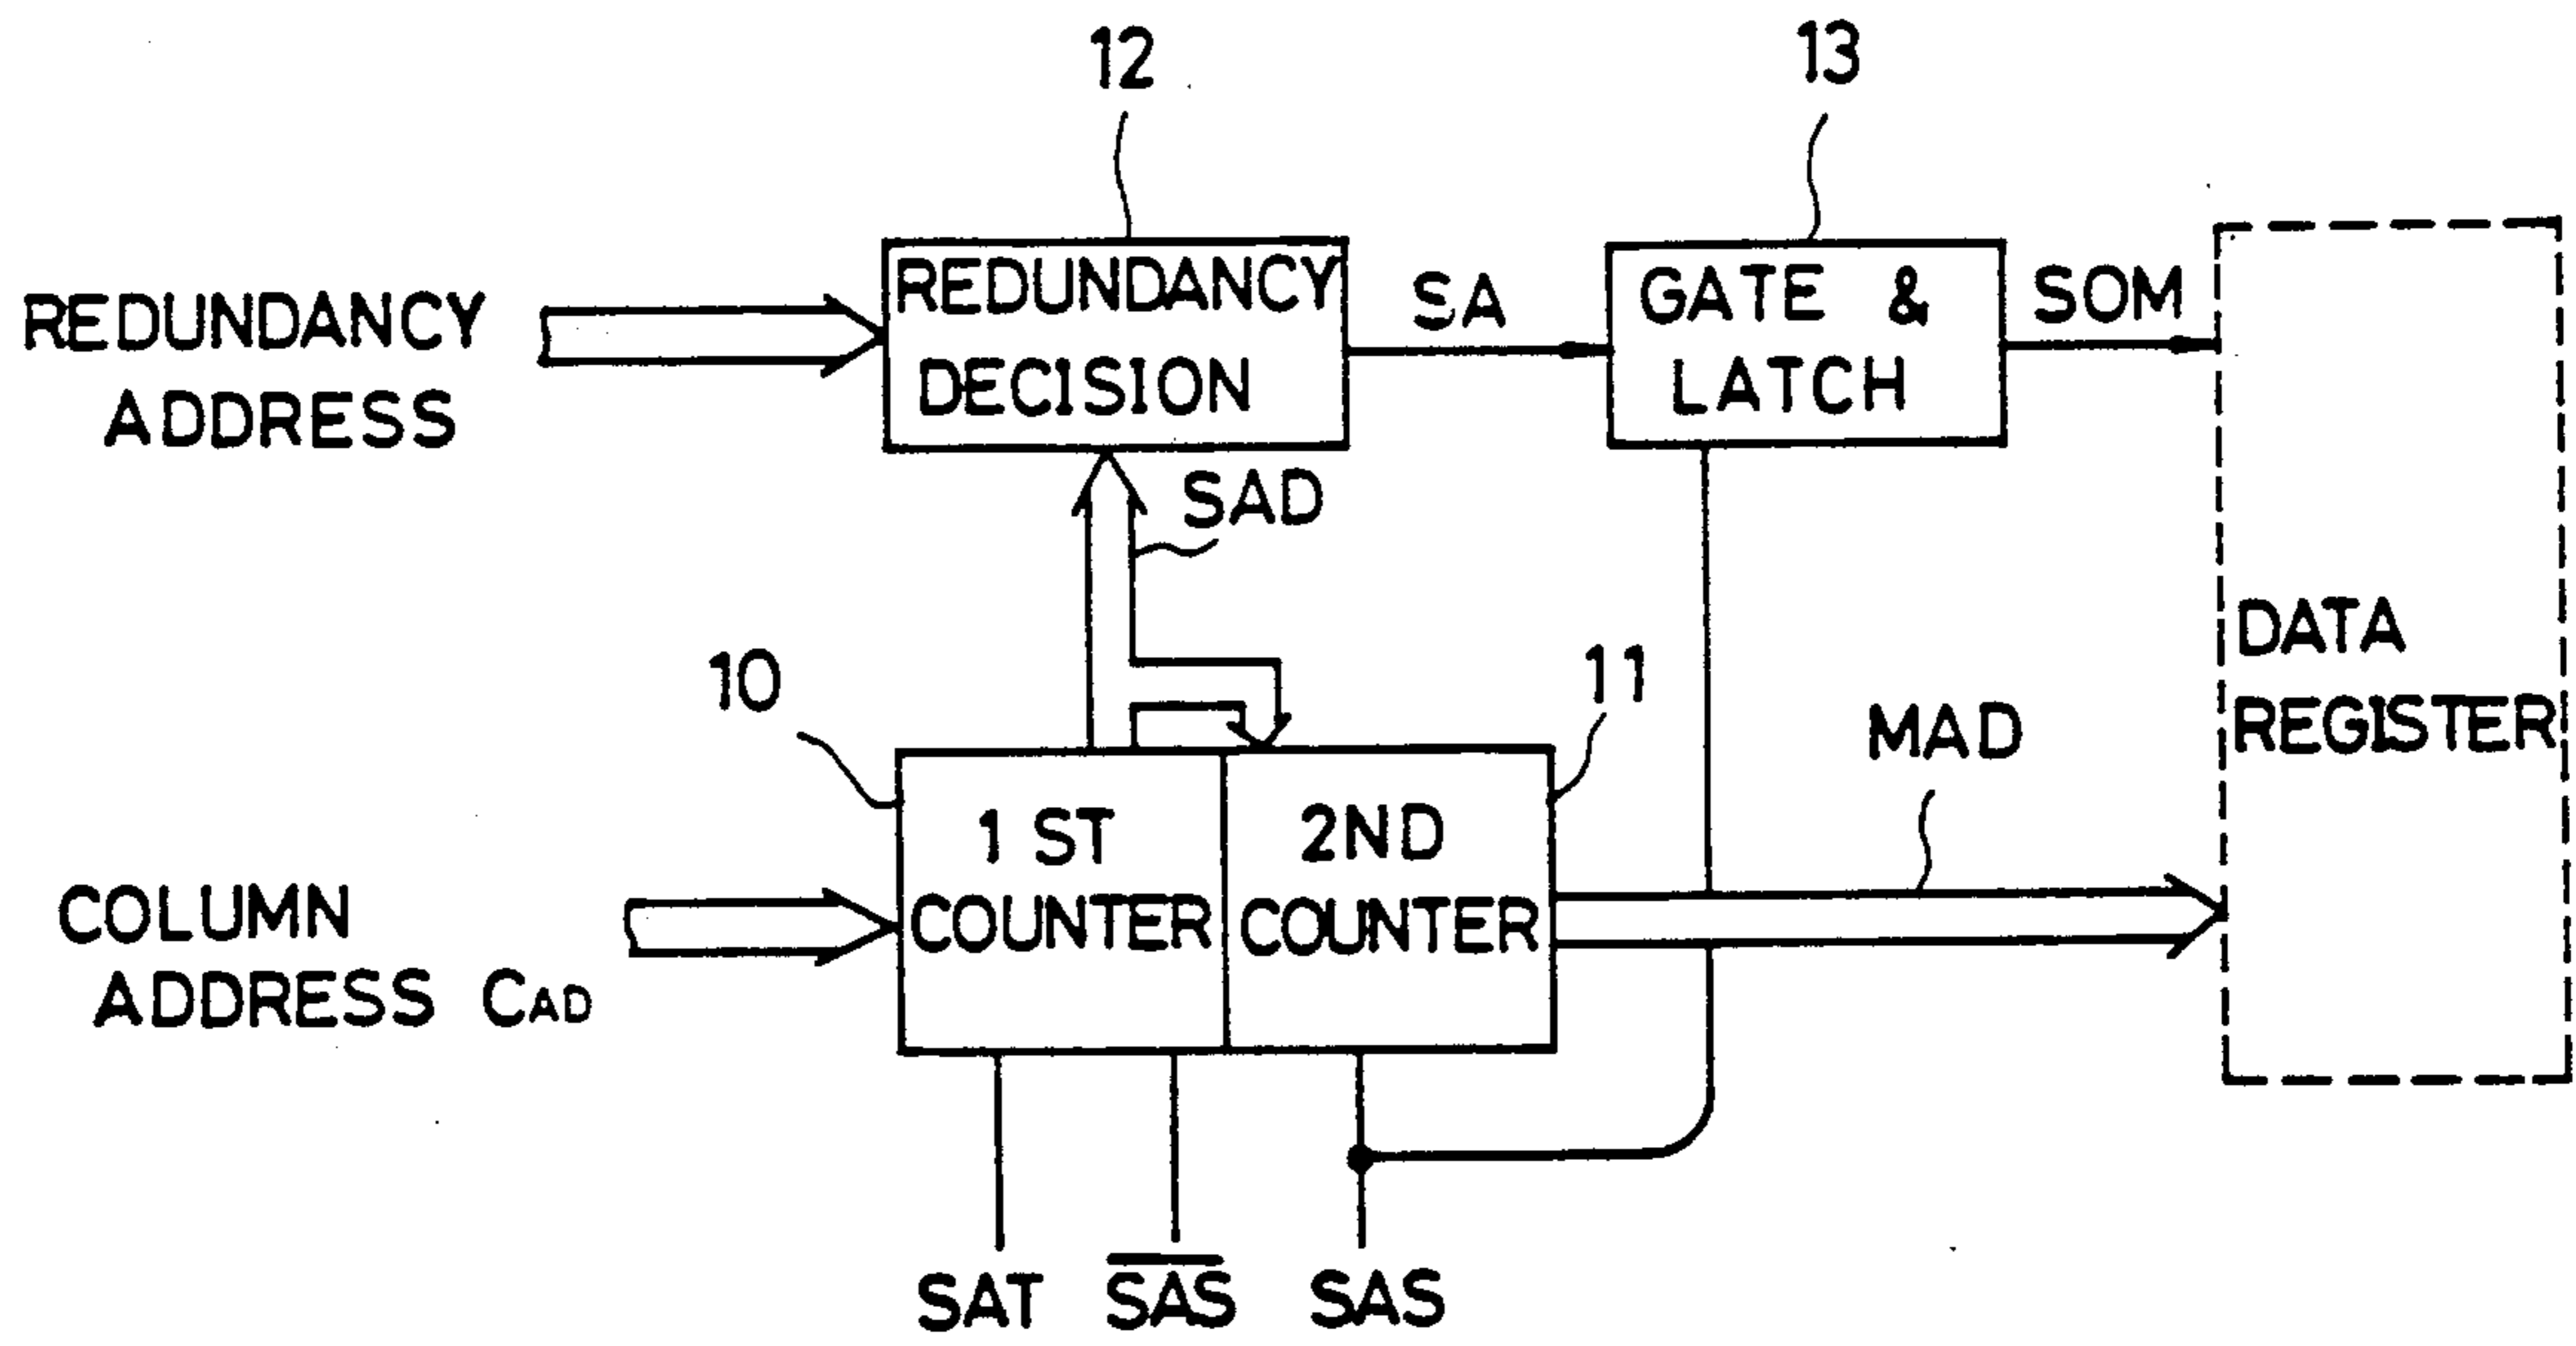 12
13
REDUNDANCY
ADDRESS
REDUNDANCY
DECISION
SA
GATE &
LATCH
SOM
SAD
DATA
REGISTER
10
11
MAD
1 ST
COUNTER
2ND
COUNTER
COLUMN
ADDRESS CAD
SAT
S̅A̅S̅
SAS